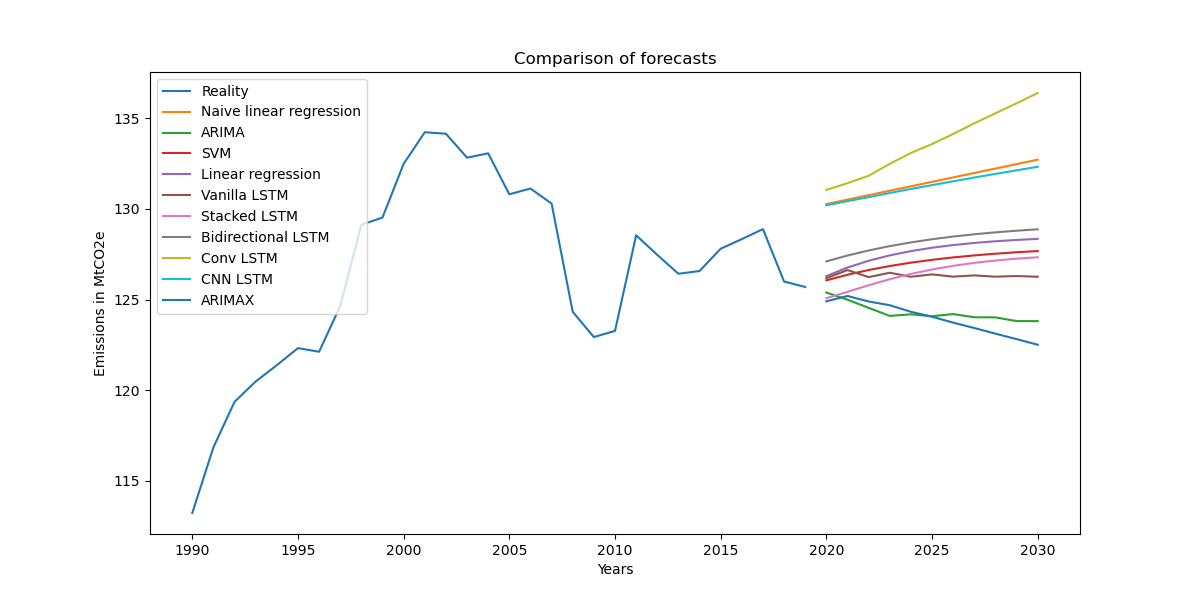 Comparison of forecasts
Reality
Naive linear regression
ARIMA
SVM
Linear regression
Vanilla LSTM
Stacked LSTM
Bidirectional LSTM
Conv LSTM
CNN LSTM
ARIMAX
Emissions in MtCO2e
135
130
125
120
115
1990 1995 2000 2005 2010 2015 2020 2025 2030
Years